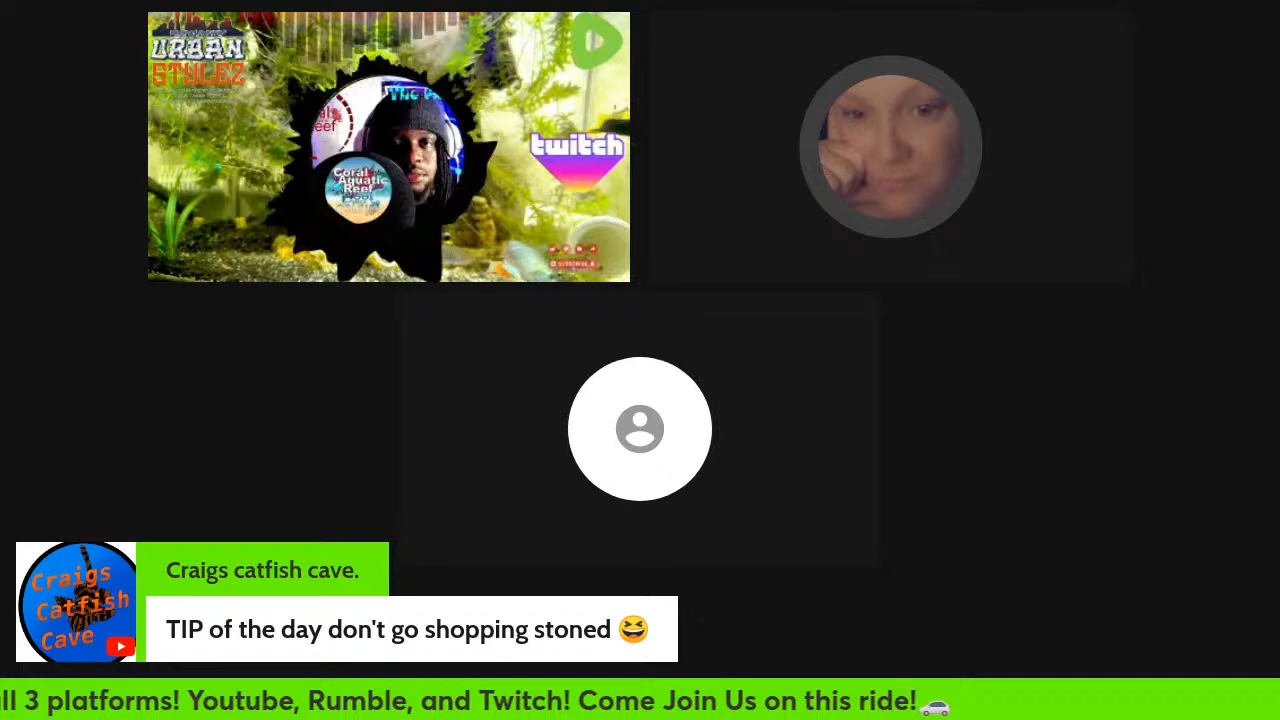 URBAN
STYLEZ
The
Coral
Aquatic
Reef
twitch
Craigs
Catfish
Cave
Craigs catfish cave.
TIP of the day don't go shopping stoned 😆
ll 3 platforms! Youtube, Rumble, and Twitch! Come Join Us on this ride!🚗